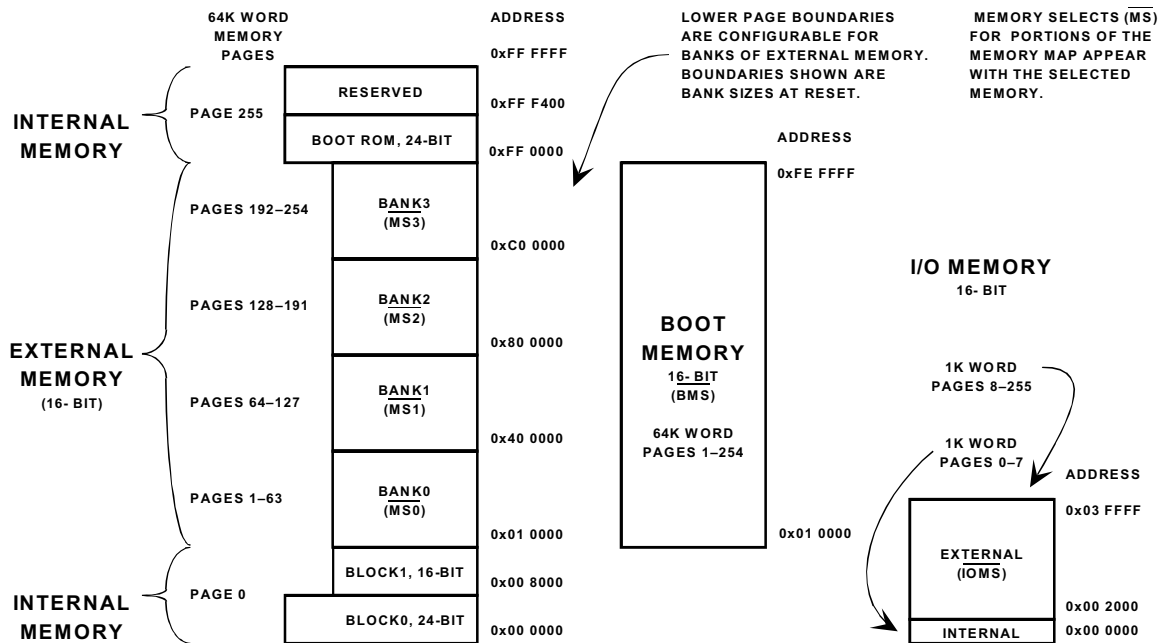 64K WORD
MEMORY
PAGES
ADDRESS
0xFF FFFF
RESERVED
0xFF F400
INTERNAL
MEMORY
PAGE 255
BOOT ROM, 24-BIT
0xFF 0000
PAGES 192–254
BANK3
(MS3)
0xC0 0000
PAGES 128–191
BANK2
(MS2)
0x80 0000
EXTERNAL
MEMORY
(16- BIT)
PAGES 64–127
BANK1
(MS1)
0x40 0000
PAGES 1–63
BANK0
(MS0)
0x01 0000
BLOCK1, 16-BIT
0x00 8000
INTERNAL
MEMORY
PAGE 0
BLOCK0, 24-BIT
0x00 0000
LOWER PAGE BOUNDARIES
ARE CONFIGURABLE FOR
BANKS OF EXTERNAL MEMORY.
BOUNDARIES SHOWN ARE
BANK SIZES AT RESET.
MEMORY SELECTS (MS)
FOR PORTIONS OF THE
MEMORY MAP APPEAR
WITH THE SELECTED
MEMORY.
ADDRESS
0xFE FFFF
BOOT
MEMORY
16- BIT
(BMS)
64K WORD
PAGES 1–254
0x01 0000
I/O MEMORY
16- BIT
1K WORD
PAGES 8–255
1K WORD
PAGES 0–7
ADDRESS
0x03 FFFF
EXTERNAL
(IOMS)
0x00 2000
INTERNAL
0x00 0000